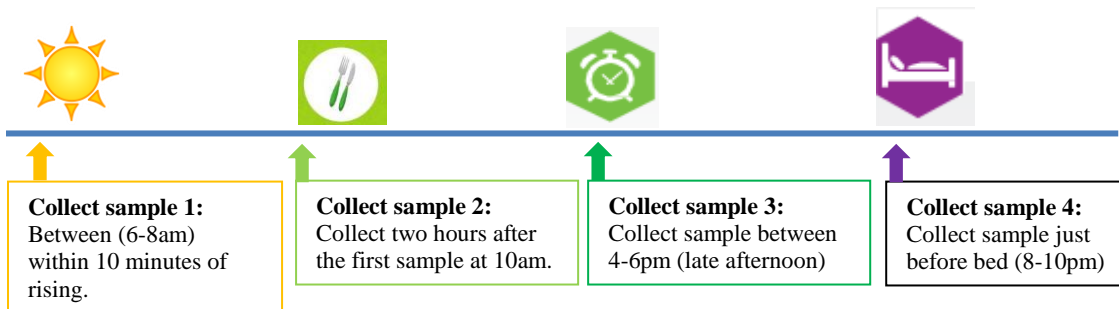 Collect sample 1:
Between (6-8am)
within 10 minutes of
rising.
Collect sample 2:
Collect two hours after
the first sample at 10am.
Collect sample 3:
Collect sample between
4-6pm (late afternoon)
Collect sample 4:
Collect sample just
before bed (8-10pm)